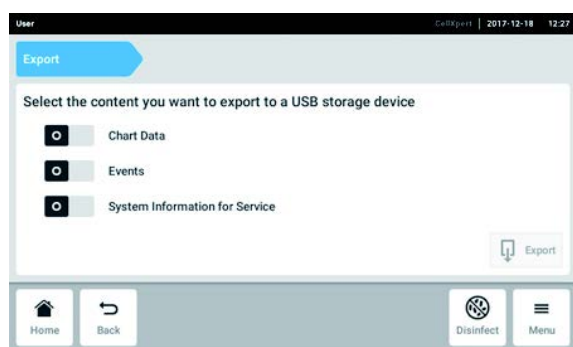 User CellXpert | 2017-12-18 12:27
Export
Select the content you want to export to a USB storage device
Chart Data
Events
System Information for Service
Export
Home Back Disinfect Menu